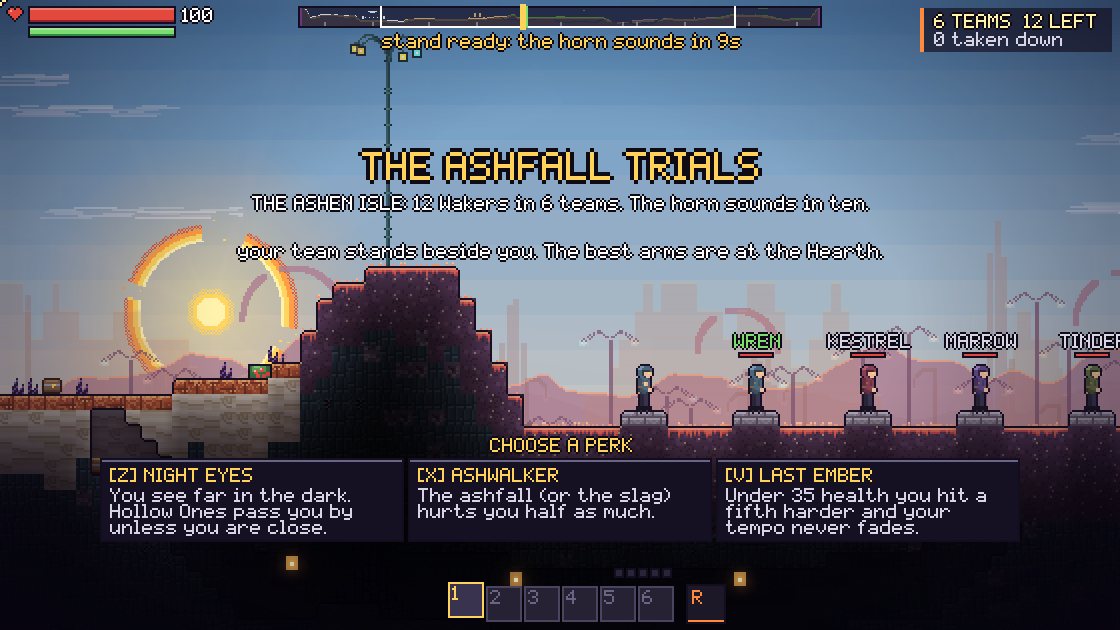 100
stand ready: the horn sounds in 9s
6 TEAMS 12 LEFT
0 taken down
THE ASHFALL TRIALS
THE ASHEN ISLE: 12 Wakers in 6 teams. The horn sounds in ten.
your team stands beside you. The best arms are at the Hearth.
WREN KESTREL MARROW TINDER
CHOOSE A PERK
[Z] NIGHT EYES
You see far in the dark.
Hollow Ones pass you by
unless you are close.
[X] ASHWALKER
The ashfall (or the slag)
hurts you half as much.
[V] LAST EMBER
Under 35 health you hit a
fifth harder and your
tempo never fades.
1 2 3 4 5 6 R